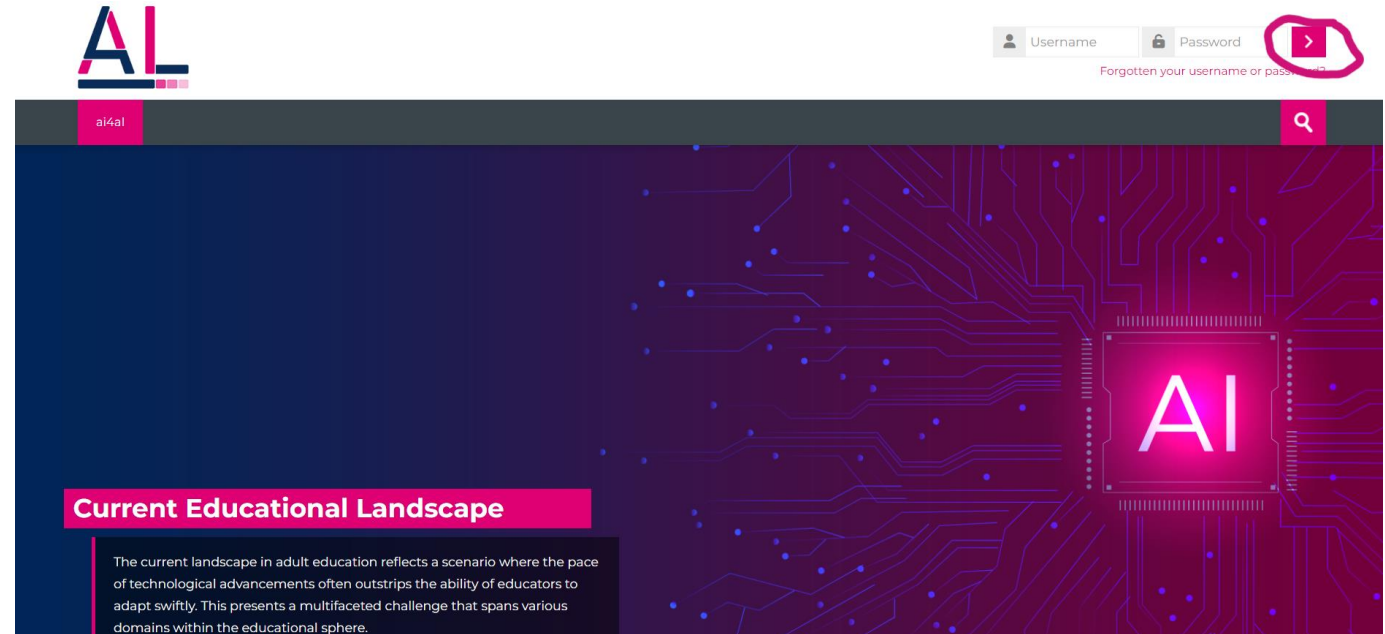 AL
Username
Password
Forgotten your username or password?
ai4al
AI
Current Educational Landscape
The current landscape in adult education reflects a scenario where the pace
of technological advancements often outstrips the ability of educators to
adapt swiftly. This presents a multifaceted challenge that spans various
domains within the educational sphere.